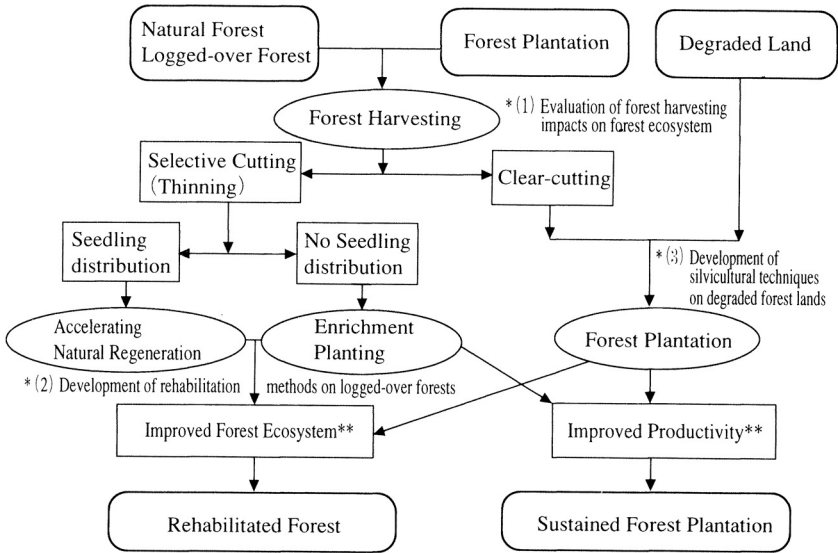 Natural Forest
Logged-over Forest
Forest Plantation
Degraded Land
Forest Harvesting
*(1) Evaluation of forest harvesting
impacts on forest ecosystem
Selective Cutting
(Thinning)
Clear-cutting
Seedling
distribution
No Seedling
distribution
*(3) Development of
silvicultural techniques
on degraded forest lands
Accelerating
Natural Regeneration
Enrichment
Planting
Forest Plantation
*(2) Development of rehabilitation methods on logged-over forests
Improved Forest Ecosystem**
Improved Productivity**
Rehabilitated Forest
Sustained Forest Plantation